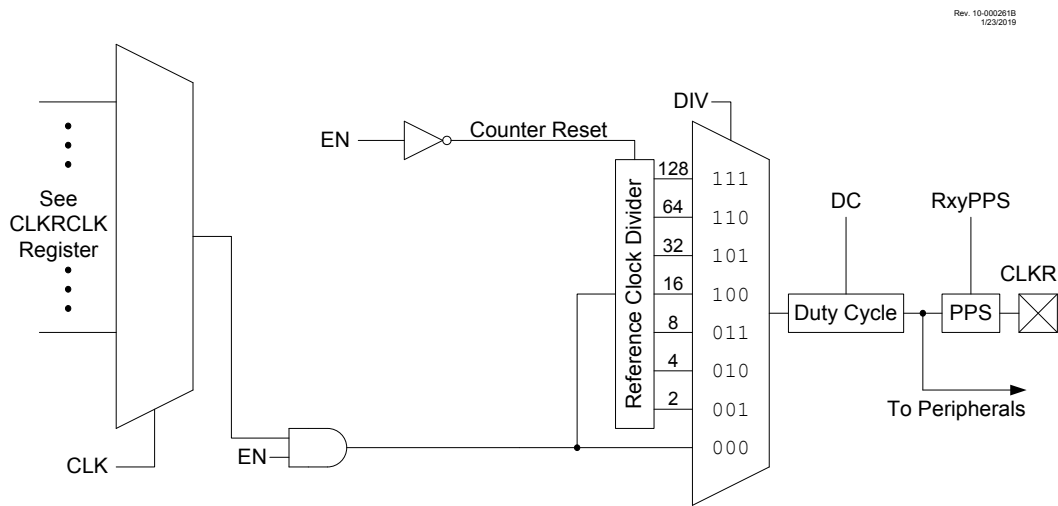 Rev. 10-000261B
1/23/2019
DIV
EN
Counter Reset
See
CLKRCLK
Register
Reference Clock Divider
128
111
64
110
32
101
16
100
8
011
4
010
2
001
000
DC
RxyPPS
CLKR
Duty Cycle
PPS
To Peripherals
EN
CLK